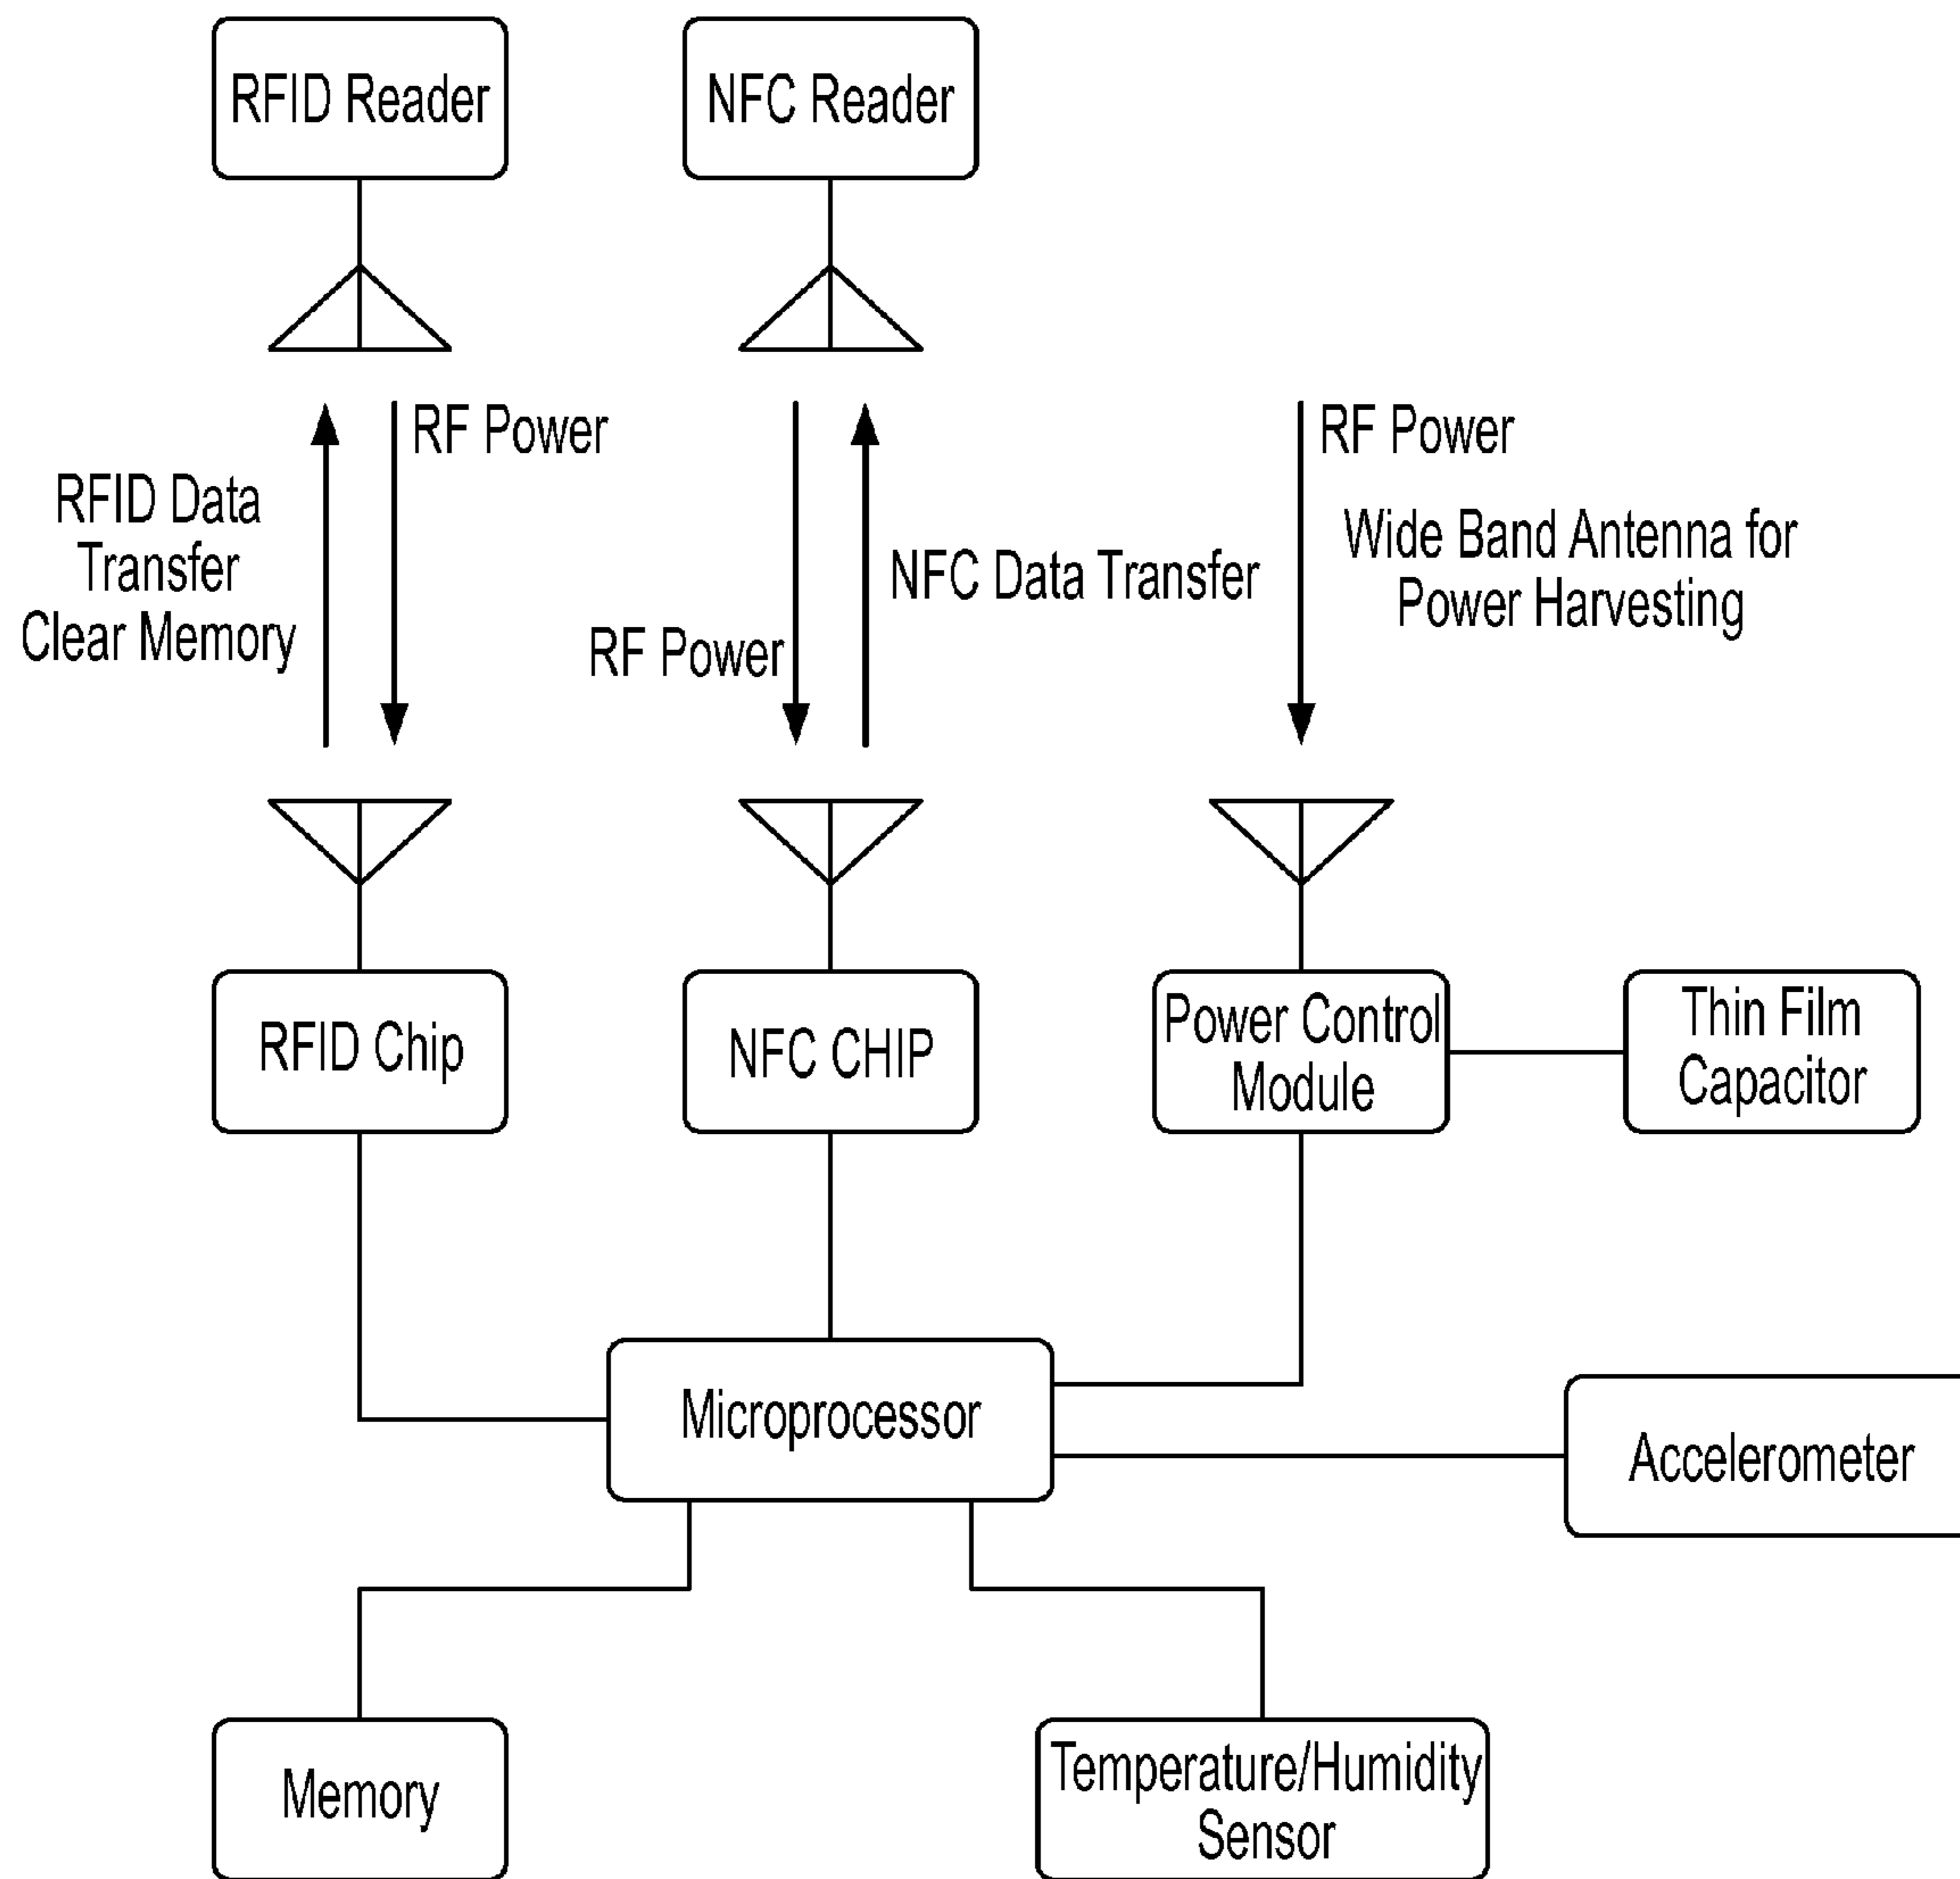 RFID Reader
NFC Reader
RF Power
RFID Data
Transfer
Clear Memory
RF Power
NFC Data Transfer
RF Power
Wide Band Antenna for
Power Harvesting
RFID Chip
NFC CHIP
Power Control
Module
Thin Film
Capacitor
Microprocessor
Accelerometer
Memory
Temperature/Humidity
Sensor